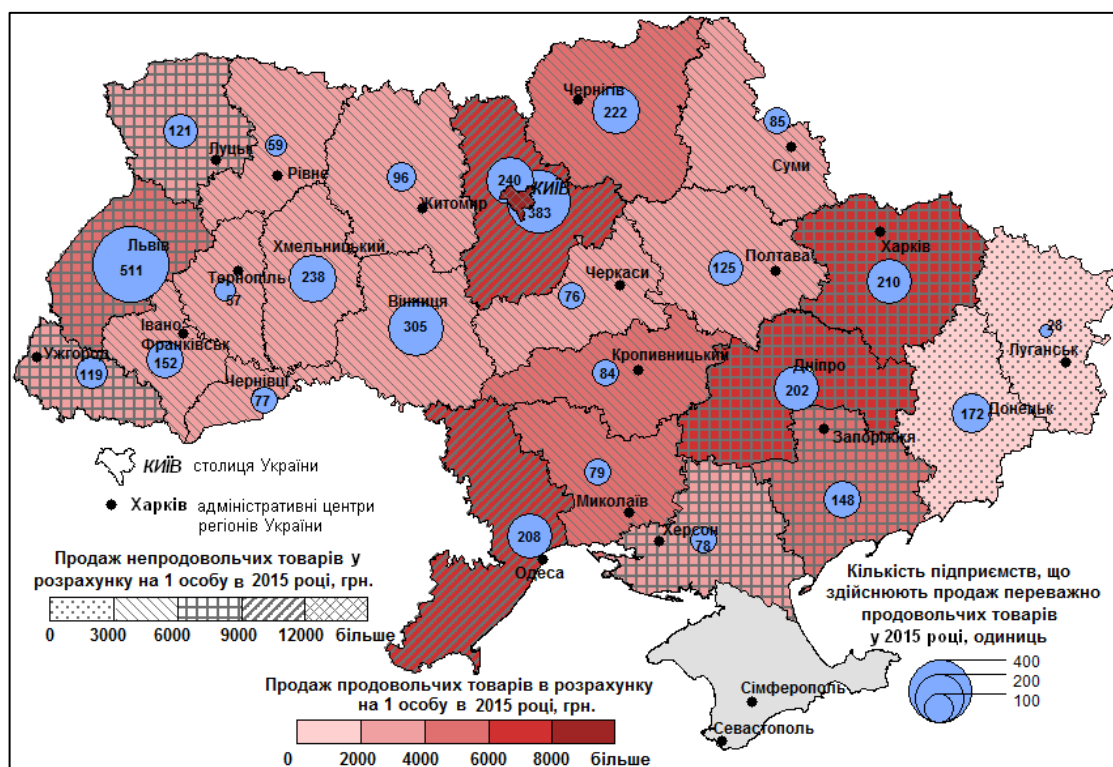 Чернігів
222
85
Суми
121
Луцьк
59
Рівне
96
Житомир
240
КИЇВ
383
Львів
511
Тернопіль
57
Хмельницький
238
Вінниця
305
Черкаси
76
125
Полтава
Харків
210
28
Луганськ
Ужгород
119
Івано-
Франківськ
152
Чернівці
77
84
Кропивницький
Дніпро
202
172
Донецьк
Запоріжжя
148
79
Миколаїв
Херсон
78
208
Одеса
Сімферополь
Севастополь
КИЇВ столиця України
Харків адміністративні центри
регіонів України
Продаж непродовольчих товарів у
розрахунку на 1 особу в 2015 році, грн.
0 3000 6000 9000 12000 більше
Продаж продовольчих товарів в розрахунку
на 1 особу в 2015 році, грн.
0 2000 4000 6000 8000 більше
Кількість підприємств, що
здійснюють продаж переважно
продовольчих товарів
у 2015 році, одиниць
400
200
100